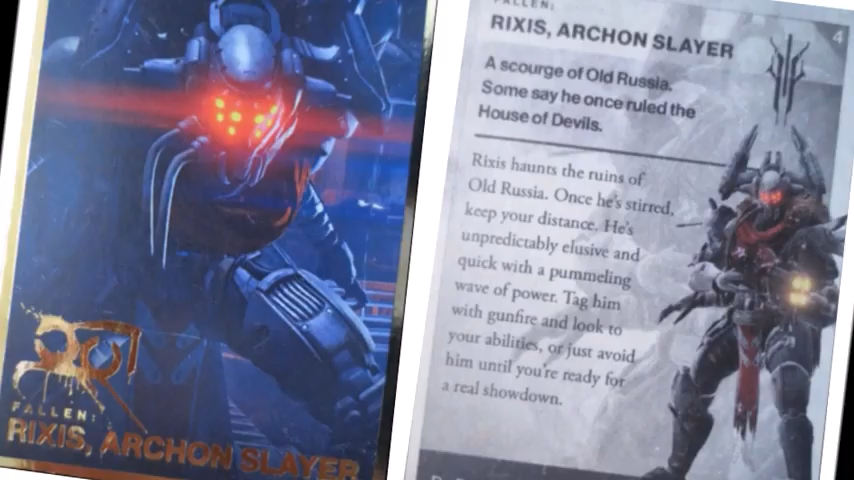 FALLEN:
RIXIS, ARCHON SLAYER
FALLEN:
RIXIS, ARCHON SLAYER
4
A scourge of Old Russia.
Some say he once ruled the
House of Devils.
Rixis haunts the ruins of
Old Russia. Once he's stirred,
keep your distance. He's
unpredictably elusive and
quick with a pummeling
wave of power. Tag him
with gunfire and look to
your abilities, or just avoid
him until you're ready for
a real showdown.